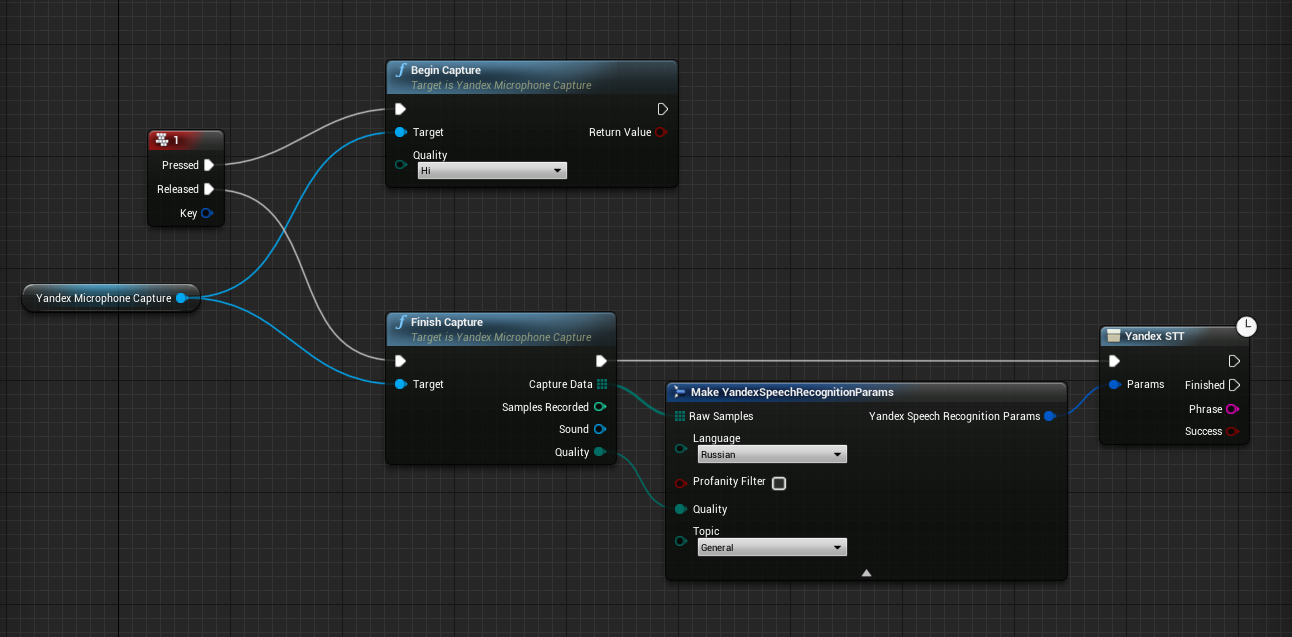 Begin Capture
Target is Yandex Microphone Capture
Target
Return Value
Quality
Hi
1
Pressed
Released
Key
Yandex Microphone Capture
Finish Capture
Target is Yandex Microphone Capture
Target
Capture Data
Samples Recorded
Sound
Quality
Make YandexSpeechRecognitionParams
Raw Samples
Yandex Speech Recognition Params
Language
Russian
Profanity Filter
Quality
Topic
General
Yandex STT
Params
Finished
Phrase
Success